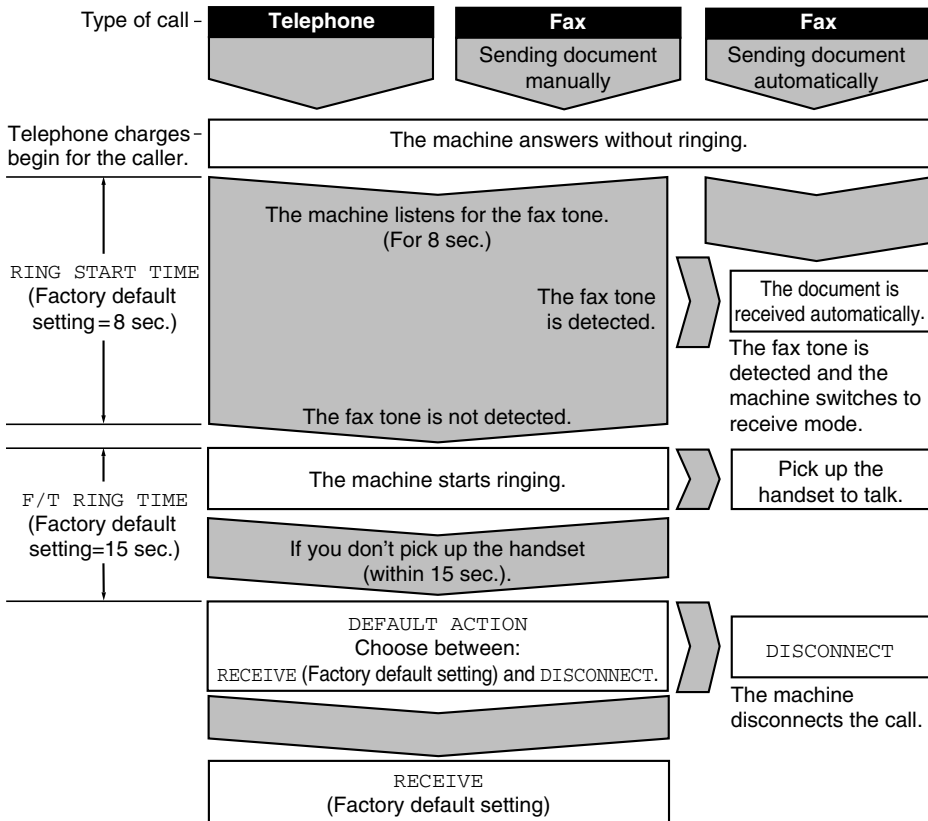 Type of call
Telephone
Fax
Sending document
manually
Fax
Sending document
automatically
Telephone charges
begin for the caller.
The machine answers without ringing.
RING START TIME
(Factory default
setting=8 sec.)
The machine listens for the fax tone.
(For 8 sec.)
The fax tone
is detected.
The fax tone is not detected.
The document is
received automatically.
The fax tone is
detected and the
machine switches to
receive mode.
F/T RING TIME
(Factory default
setting=15 sec.)
The machine starts ringing.
Pick up the
handset to talk.
If you don't pick up the handset
(within 15 sec.).
DEFAULT ACTION
Choose between:
RECEIVE (Factory default setting) and DISCONNECT.
DISCONNECT
The machine
disconnects the call.
RECEIVE
(Factory default setting)